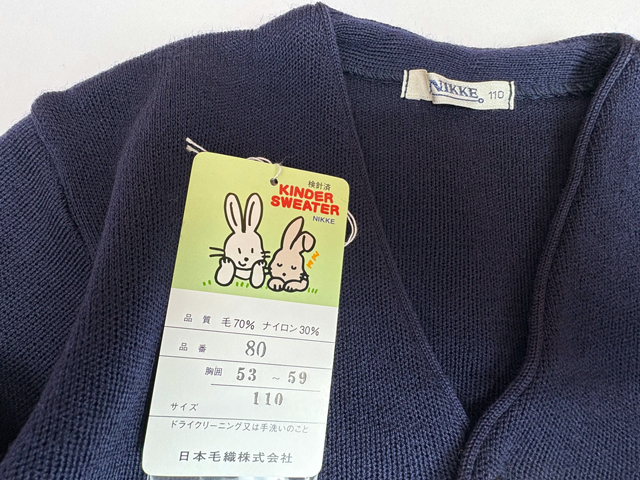 NIKKE
110
検針済
KINDER
SWEATER
NIKKE
zzz
品質 毛70% ナイロン30%
品番 80
胸囲 53 ~ 59
サイズ 110
ドライクリーニング又は手洗いのこと
日本毛織株式会社